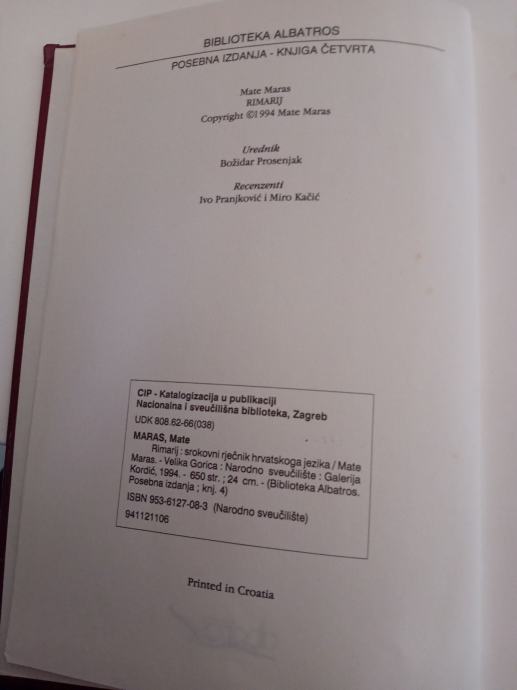 BIBLIOTEKA ALBATROS
POSEBNA IZDANJA - KNJIGA ČETVRTA
Mate Maras
RIMARIJ
Copyright ©1994 Mate Maras
Urednik
Božidar Prosenjak
Recenzenti
Ivo Pranjković i Miro Kačić
CIP - Katalogizacija u publikaciji
Nacionalna i sveučilišna biblioteka, Zagreb
UDK 808.62-66(038)
MARAS, Mate
Rimarij : srokovni rječnik hrvatskoga jezika / Mate
Maras. - Velika Gorica : Narodno sveučilište : Galerija
Kordić, 1994. - 650 str. ; 24 cm. - (Biblioteka Albatros.
Posebna izdanja ; knj. 4)
ISBN 953-6127-08-3 (Narodno sveučilište)
941121106
Printed in Croatia